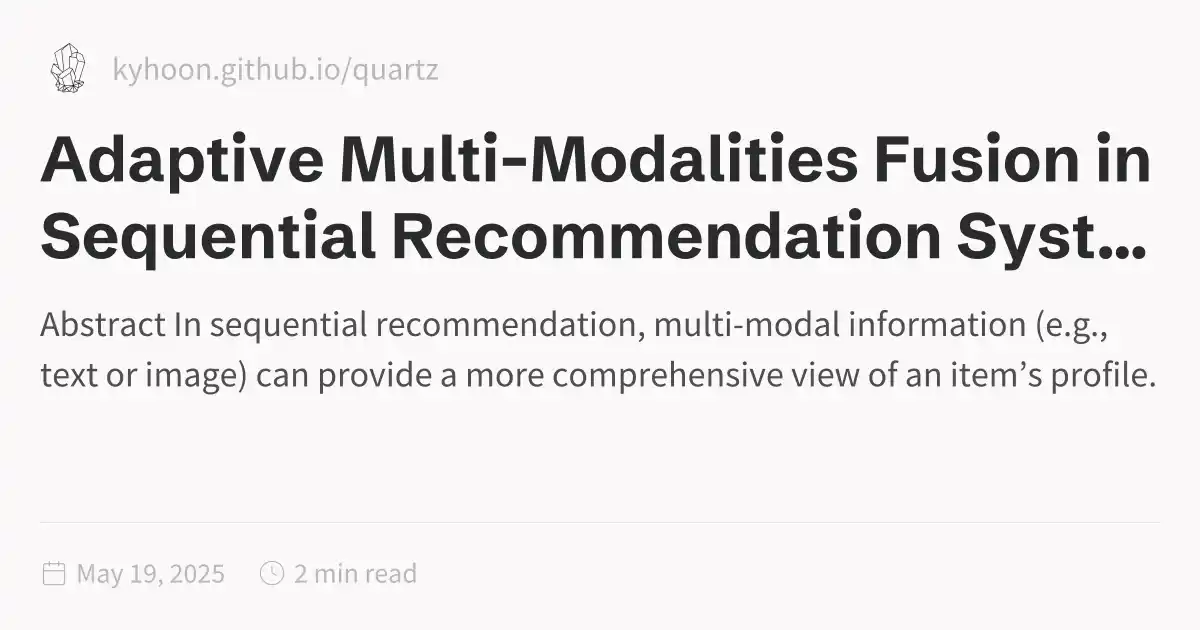 kyhoon.github.io/quartz
Adaptive Multi-Modalities Fusion in
Sequential Recommendation Syst...
Abstract In sequential recommendation, multi-modal information (e.g.,
text or image) can provide a more comprehensive view of an item’s profile.
May 19, 2025 2 min read